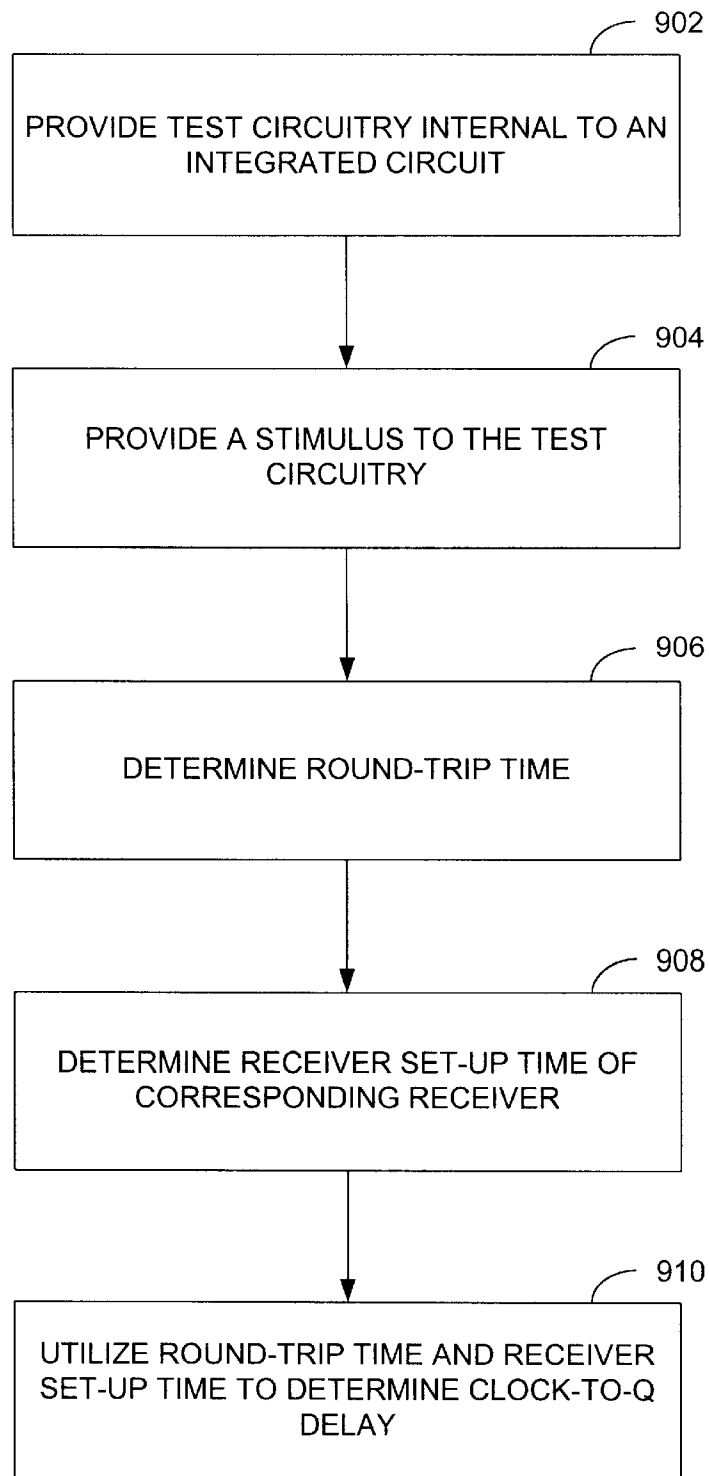 902
PROVIDE TEST CIRCUITRY INTERNAL TO AN
INTEGRATED CIRCUIT
904
PROVIDE A STIMULUS TO THE TEST
CIRCUITRY
906
DETERMINE ROUND-TRIP TIME
908
DETERMINE RECEIVER SET-UP TIME OF
CORRESPONDING RECEIVER
910
UTILIZE ROUND-TRIP TIME AND RECEIVER
SET-UP TIME TO DETERMINE CLOCK-TO-Q
DELAY